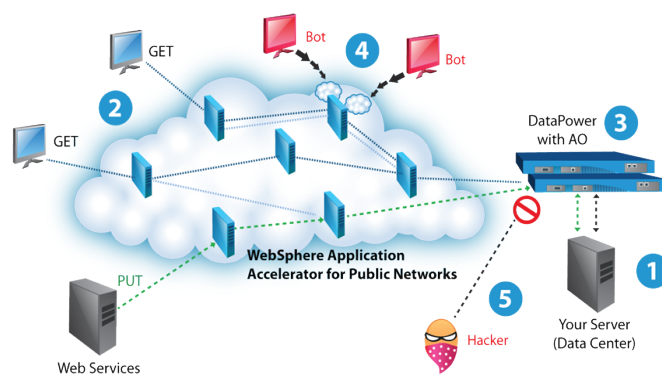 Bot
4
Bot
GET
2
GET
DataPower
with AO
3
WebSphere Application
Accelerator for Public Networks
PUT
1
5
Hacker
Your Server
(Data Center)
Web Services